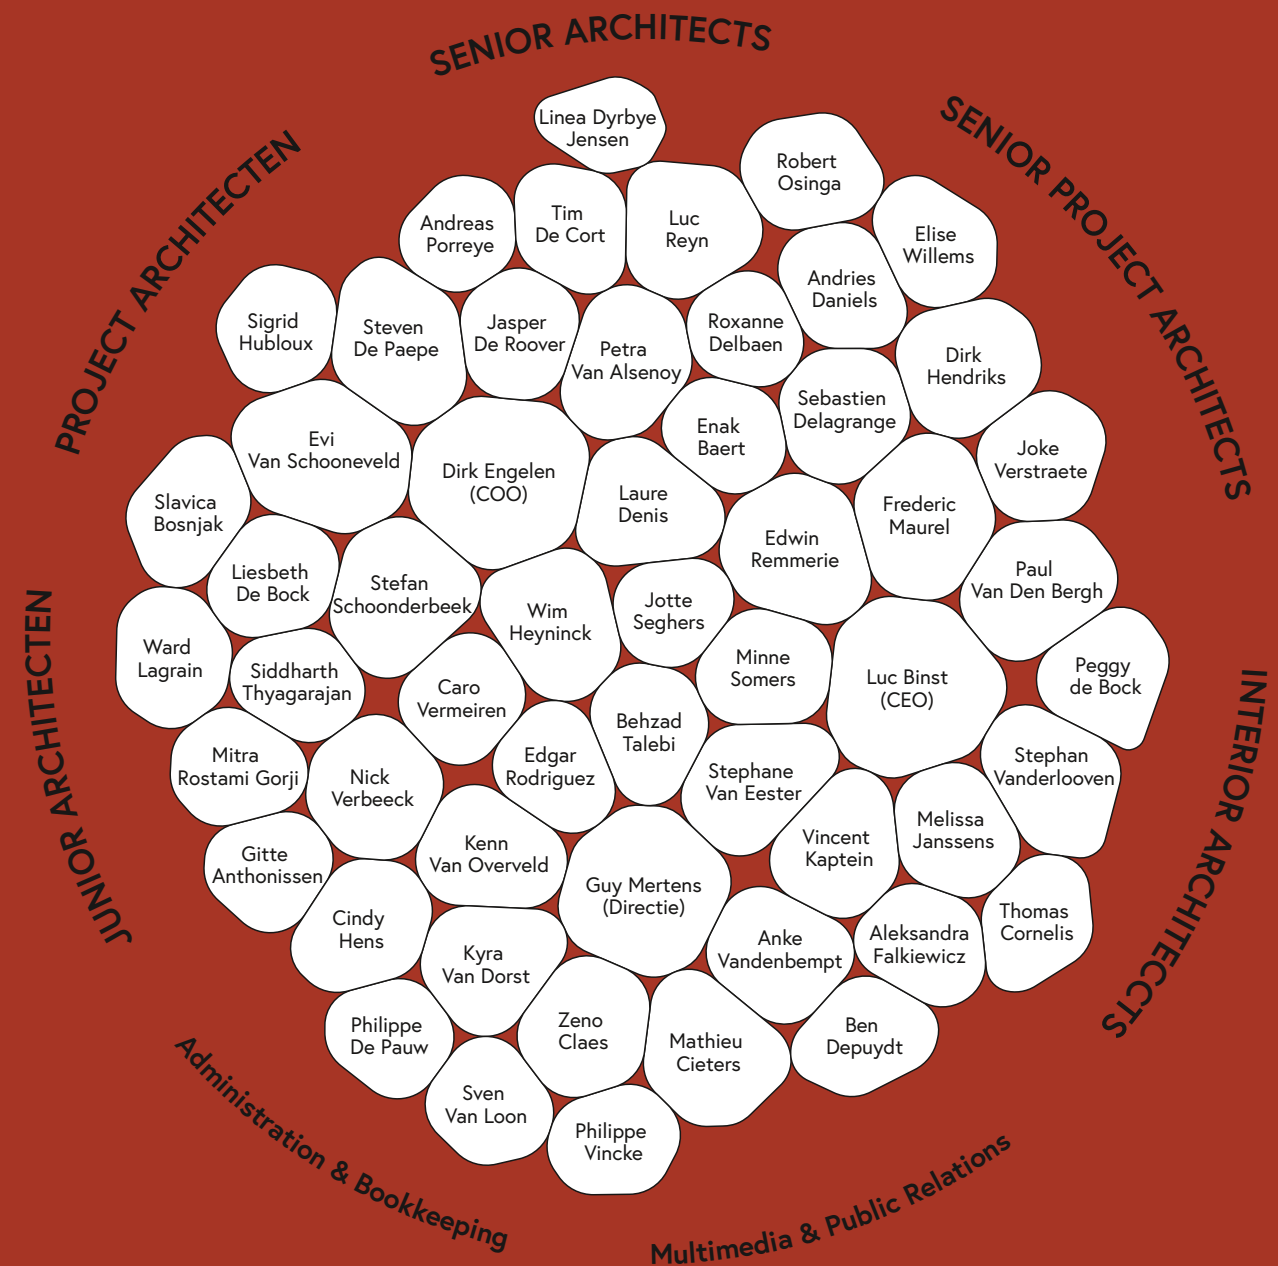 SENIOR ARCHITECTS
SENIOR PROJECT ARCHITECTS
PROJECT ARCHITECTEN
Linea Dyrbye
Jensen
Robert
Osinga
Andreas
Porreye
Tim
De Cort
Luc
Reyn
Elise
Willems
Andries
Daniels
Sigrid
Hubloux
Steven
De Paepe
Jasper
De Roover
Petra
Van Alsenoy
Roxanne
Delbaen
Dirk
Hendriks
Sebastien
Delagrange
Enak
Baert
Evi
Van Schooneveld
Dirk Engelen
(COO)
Joke
Verstraete
Slavica
Bosnjak
Laure
Denis
Frederic
Maurel
Edwin
Remmerie
Liesbeth
De Bock
Stefan
Schoonderbeek
Paul
Van Den Bergh
Wim
Heyninck
Jotte
Seghers
Ward
Lagrain
Siddharth
Thyagarajan
Caro
Vermeiren
Minne
Somers
Luc Binst
(CEO)
Peggy
de Bock
Behzad
Talebi
Mitra
Rostami Gorji
Nick
Verbeeck
Edgar
Rodriguez
Stephane
Van Eester
Stephan
Vanderlooven
Melissa
Janssens
Vincent
Kaptein
Gitte
Anthonissen
Kenn
Van Overveld
Guy Mertens
(Directie)
Cindy
Hens
Kyra
Van Dorst
Anke
Vandenbempt
Aleksandra
Falkiewicz
Thomas
Cornelis
Philippe
De Pauw
Zeno
Claes
Mathieu
Cieters
Ben
Depuydt
Sven
Van Loon
Philippe
Vincke
JUNIOR ARCHITECTEN
INTERIOR ARCHITECCTS
Administration & Bookkeeping
Multimedia & Public Relations